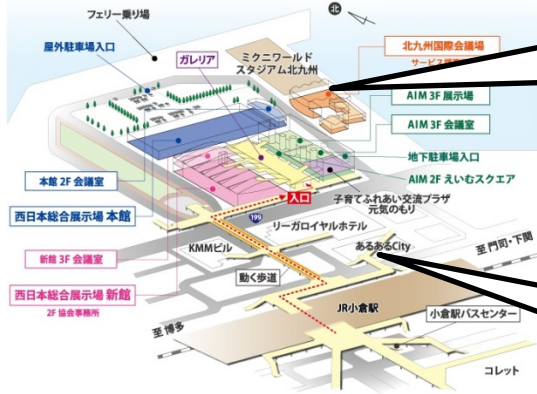 フェリー乗り場
北
屋外駐車場入口
ガレリア
ミクニワールド
スタジアム北九州
北九州国際会議場
サービス
AIM 3F 展示場
AIM 3F 会議室
地下駐車場入口
AIM 2F えいむスクエア
本館 2F 会議室
子育てふれあい交流プラザ
元気のもり
入口
西日本総合展示場 本館
199
リーガロイヤルホテル
新館 3F 会議室
KMMビル
あるあるCity
至 門司・下関
動く歩道
西日本総合展示場 新館
2F 協会事務所
JR小倉駅
小倉駅バスセンター
至 博多
コレット